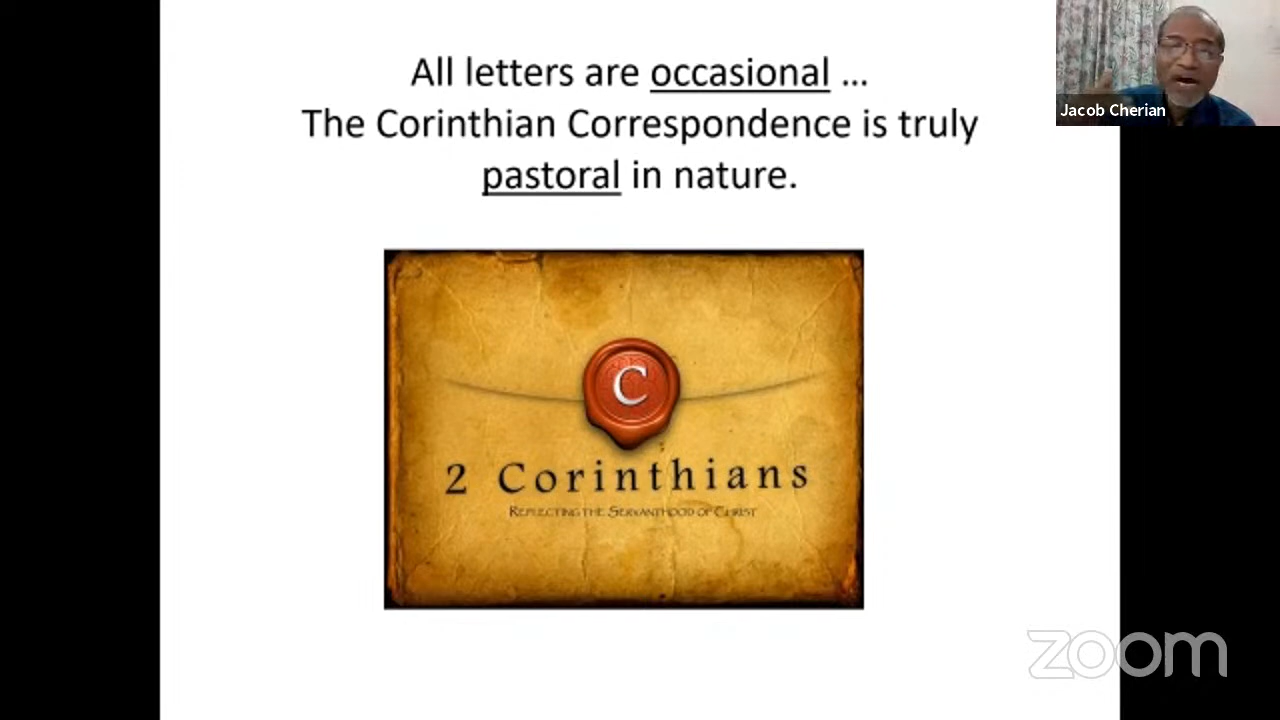 All letters are occasional ...
The Corinthian Correspondence is truly
pastoral in nature.
Jacob Cherian
C
2 Corinthians
Reflecting the Servanthood of Christ
zoom